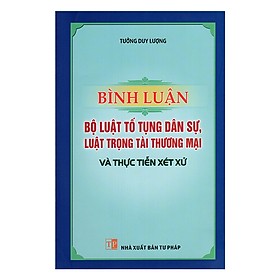 TƯỞNG DUY LƯỢNG
BÌNH LUẬN
BỘ LUẬT TỐ TỤNG DÂN SỰ,
LUẬT TRỌNG TÀI THƯƠNG MẠI
VÀ THỰC TIỄN XÉT XỬ
NHÀ XUẤT BẢN TƯ PHÁP